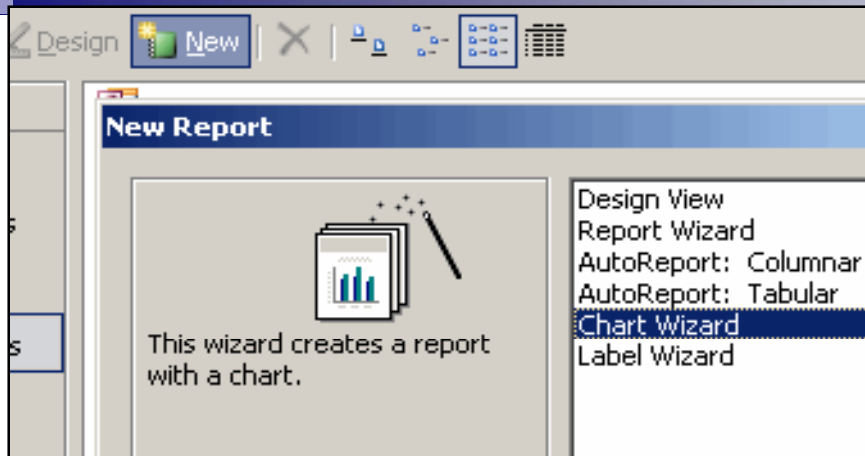 Design New
New Report
Design View
Report Wizard
AutoReport: Columnar
AutoReport: Tabular
Chart Wizard
Label Wizard
This wizard creates a report
with a chart.
s
s